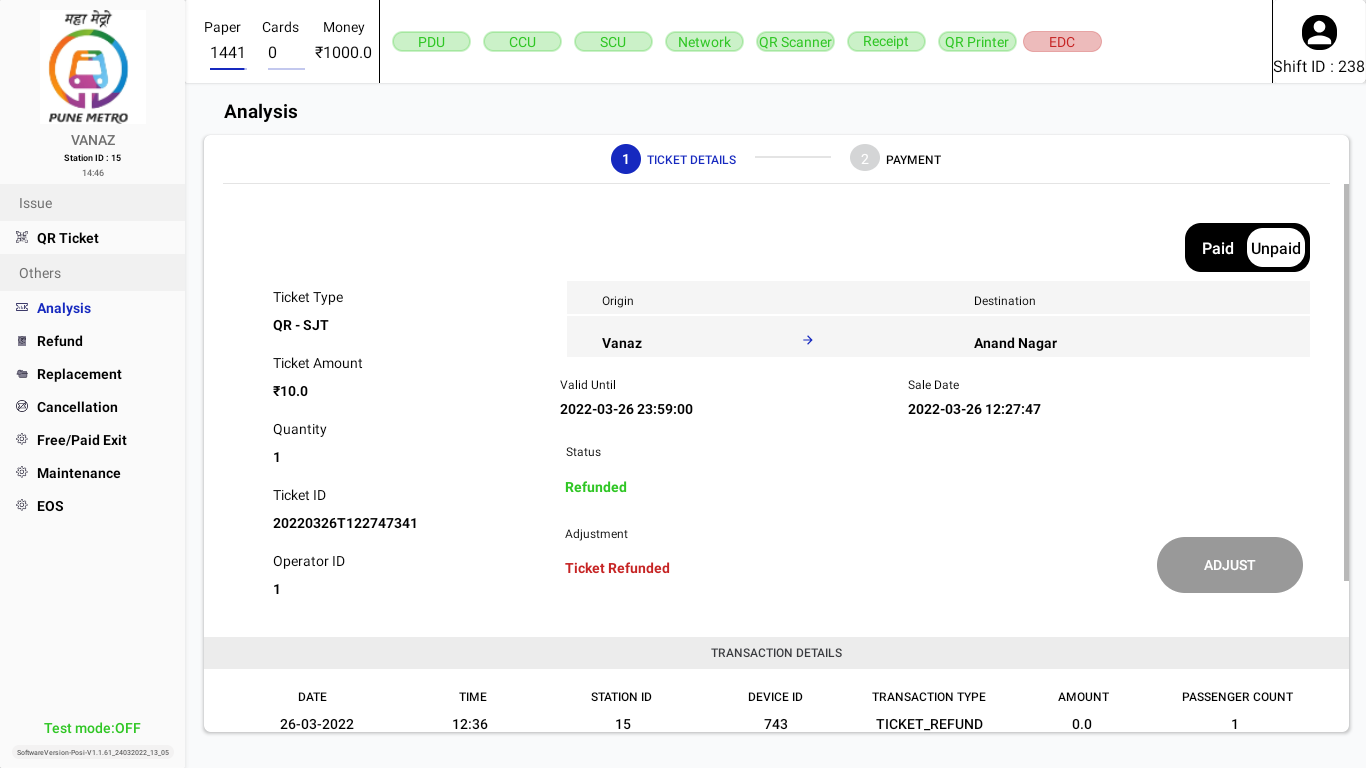 महा मेट्रो
PUNE METRO
VANAZ
Station ID : 15
14:46
Issue
QR Ticket
Others
Analysis
Refund
Replacement
Cancellation
Free/Paid Exit
Maintenance
EOS
Test mode:OFF
SoftwareVersion-Posi-V1.1.61_24032022_13_05
Paper Cards Money
1441 0 ₹1000.0
PDU CCU SCU Network QR Scanner Receipt QR Printer EDC
Shift ID : 238
Analysis
1 TICKET DETAILS 2 PAYMENT
Paid Unpaid
Ticket Type
QR - SJT
Ticket Amount
₹10.0
Quantity
1
Ticket ID
20220326T122747341
Operator ID
1
Origin Destination
Vanaz → Anand Nagar
Valid Until Sale Date
2022-03-26 23:59:00 2022-03-26 12:27:47
Status
Refunded
Adjustment
Ticket Refunded
ADJUST
TRANSACTION DETAILS
DATE TIME STATION ID DEVICE ID TRANSACTION TYPE AMOUNT PASSENGER COUNT
26-03-2022 12:36 15 743 TICKET_REFUND 0.0 1